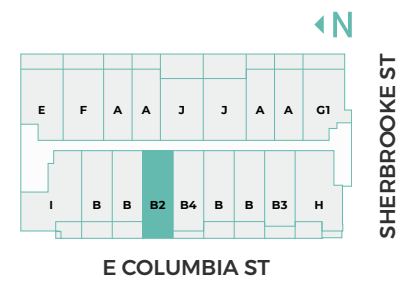 N
E F A A J J A A G1
I B B B2 B4 B B B3 H
SHERBROOKE ST
E COLUMBIA ST